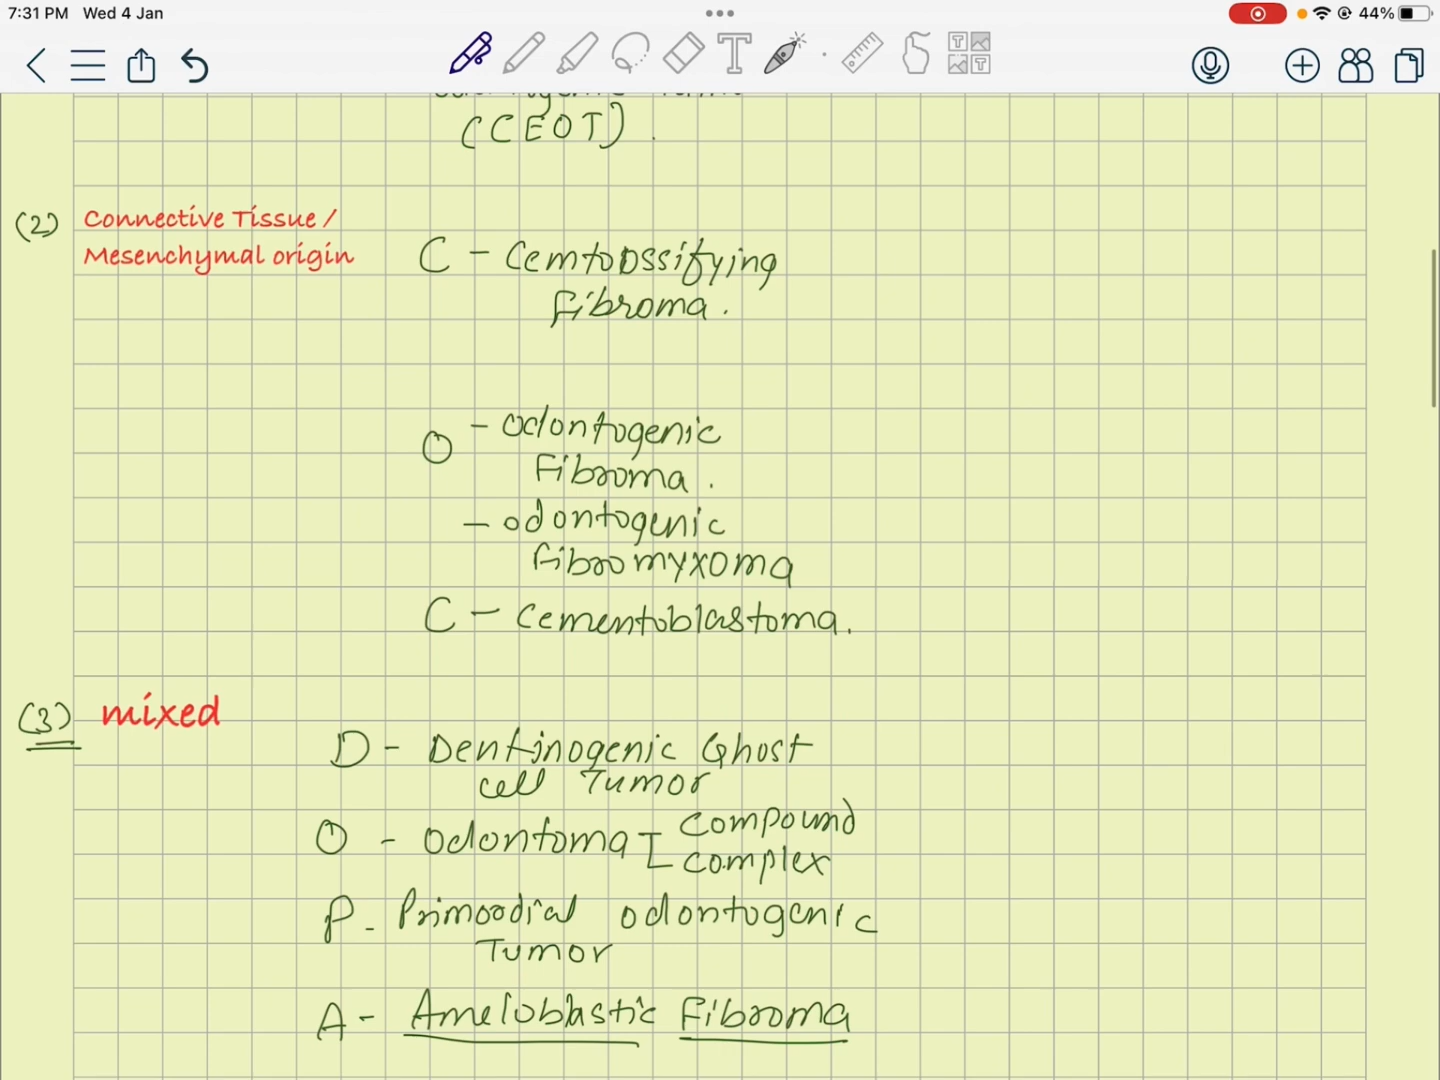 7:31 PM Wed 4 Jan
44%
(CEOT).
(2) Connective Tissue /
Mesenchymal origin
C - Cemtoossifying
Fibroma.
O - Odontogenic
Fibroma.
- odontogenic
Fibromyxoma
C - Cementoblastoma.
(3) mixed
D - Dentinogenic Ghost
cell Tumor
O - Odontoma [ compound
complex
P - Primordial odontogenic
Tumor
A - Ameloblastic Fibroma